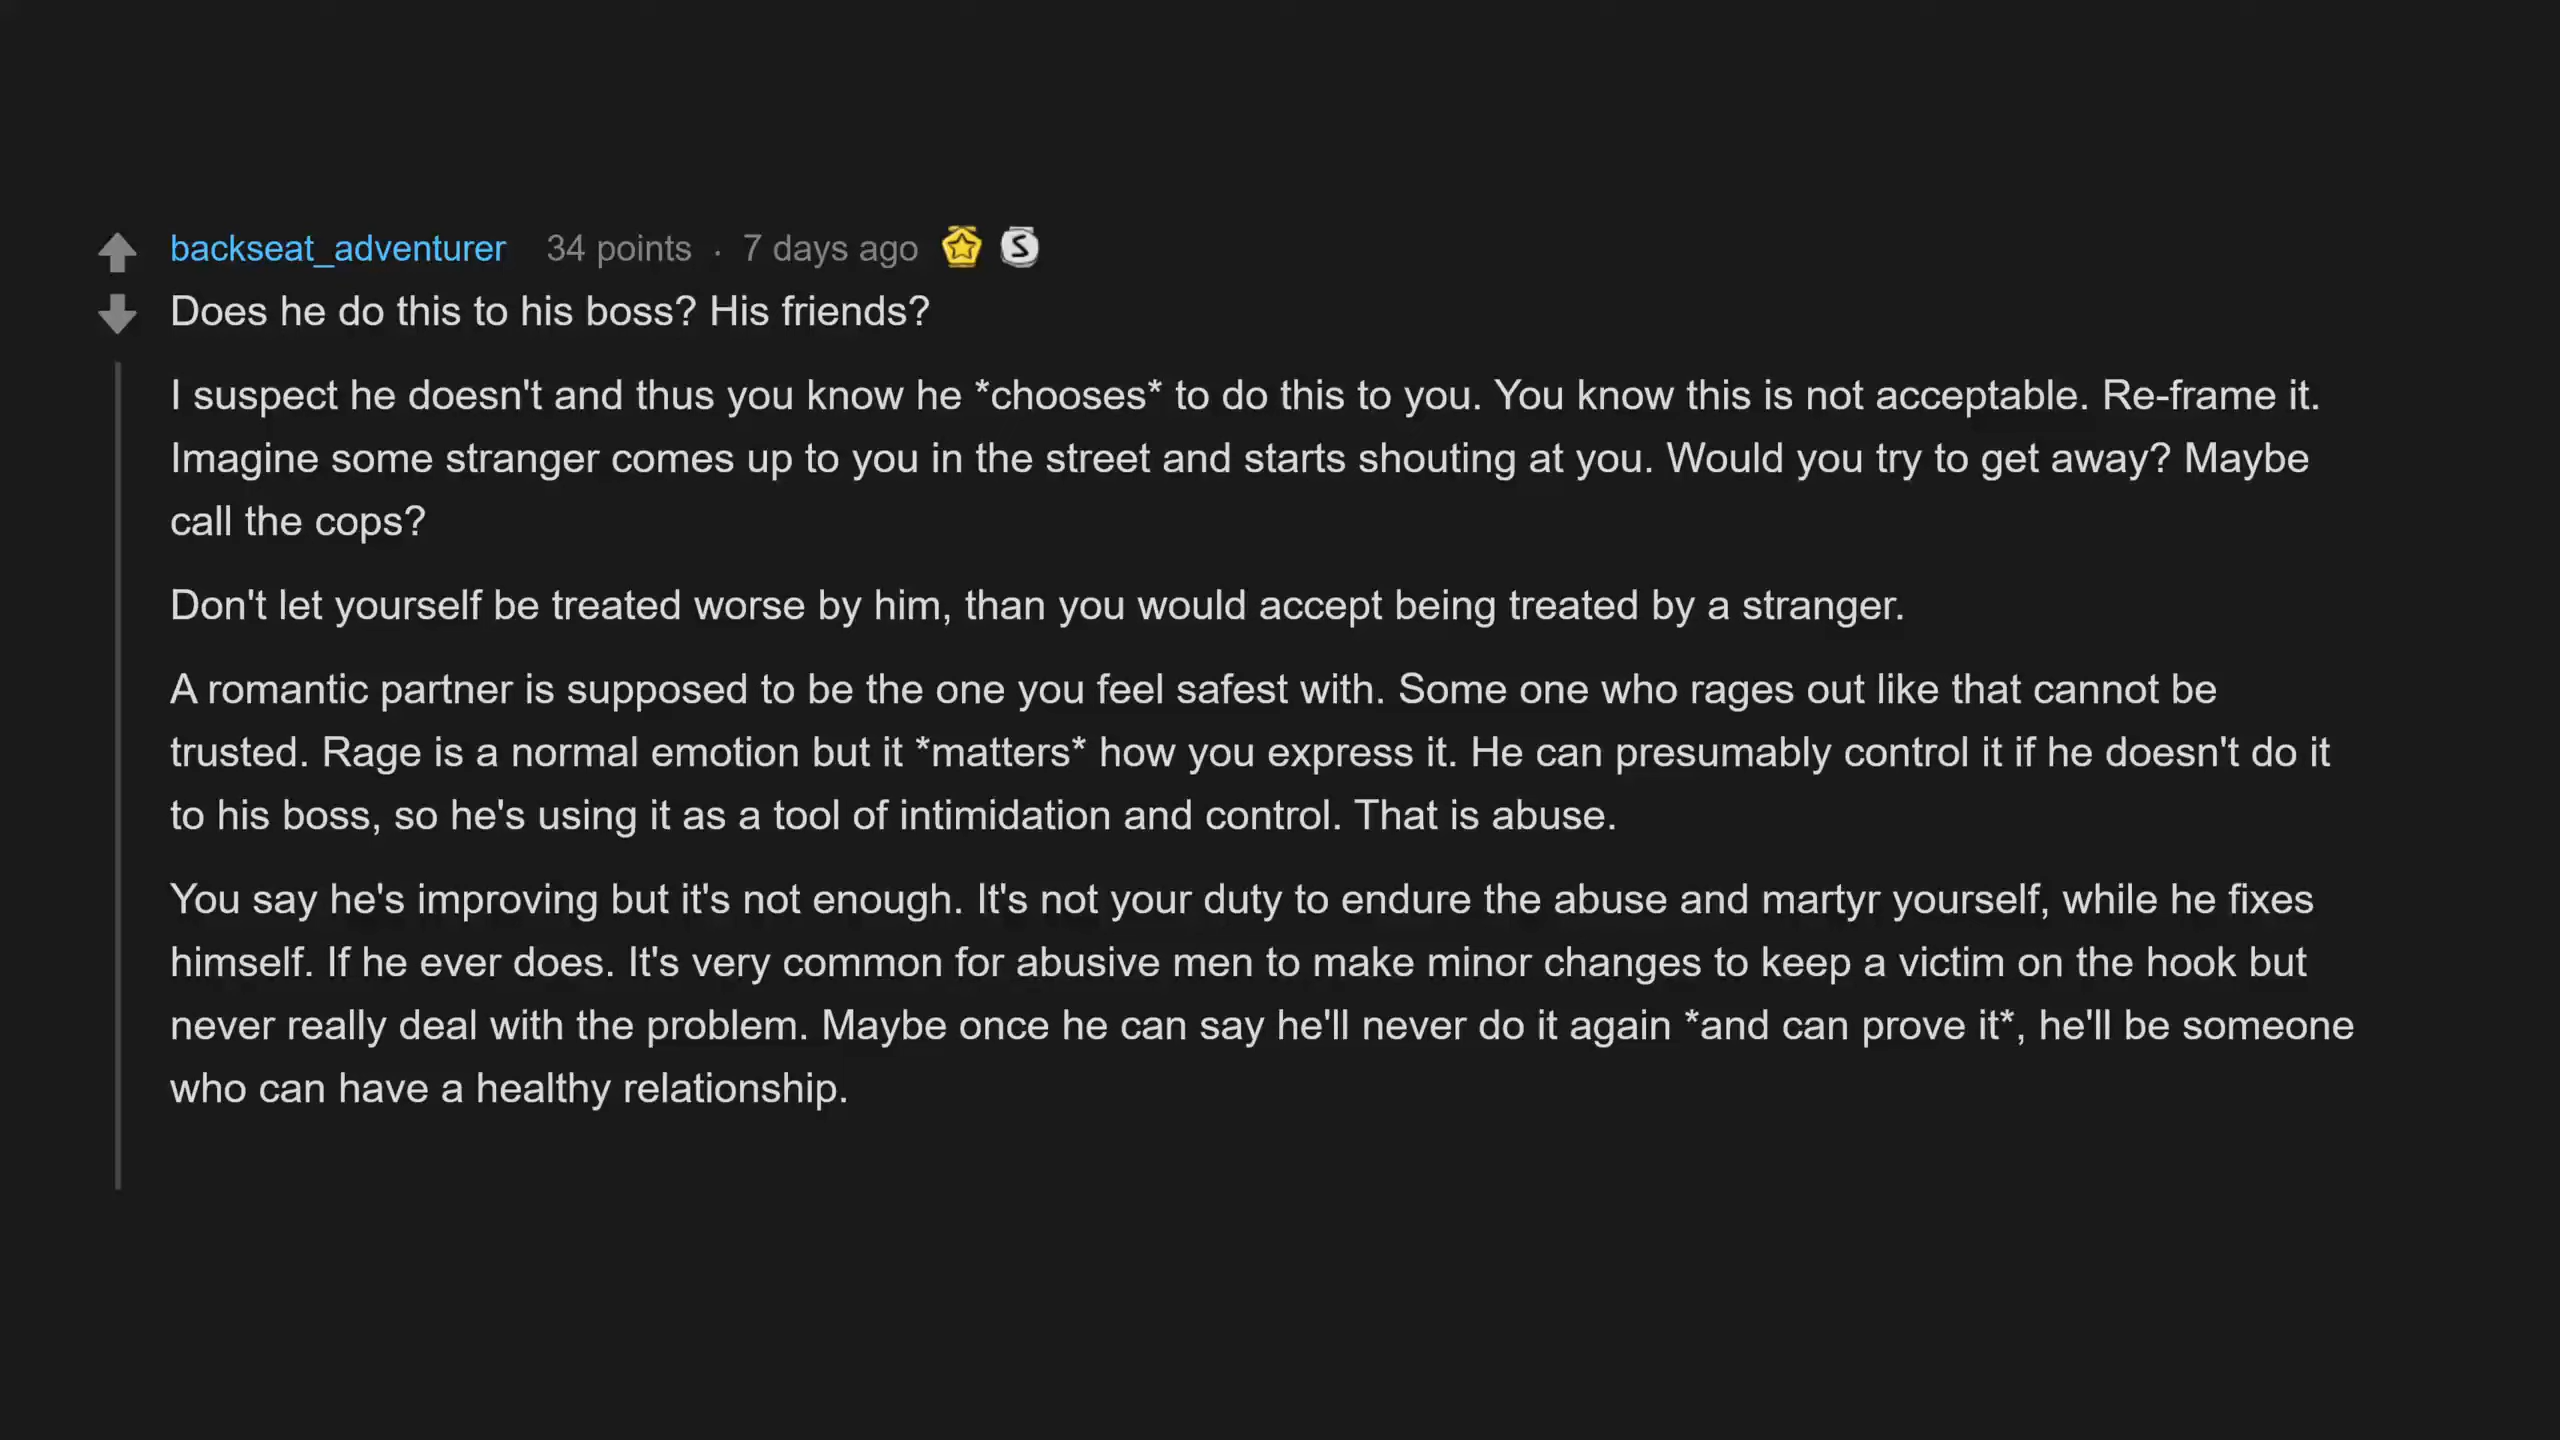 backseat_adventurer 34 points · 7 days ago S
Does he do this to his boss? His friends?
I suspect he doesn't and thus you know he *chooses* to do this to you. You know this is not acceptable. Re-frame it.
Imagine some stranger comes up to you in the street and starts shouting at you. Would you try to get away? Maybe
call the cops?
Don't let yourself be treated worse by him, than you would accept being treated by a stranger.
A romantic partner is supposed to be the one you feel safest with. Some one who rages out like that cannot be
trusted. Rage is a normal emotion but it *matters* how you express it. He can presumably control it if he doesn't do it
to his boss, so he's using it as a tool of intimidation and control. That is abuse.
You say he's improving but it's not enough. It's not your duty to endure the abuse and martyr yourself, while he fixes
himself. If he ever does. It's very common for abusive men to make minor changes to keep a victim on the hook but
never really deal with the problem. Maybe once he can say he'll never do it again *and can prove it*, he'll be someone
who can have a healthy relationship.